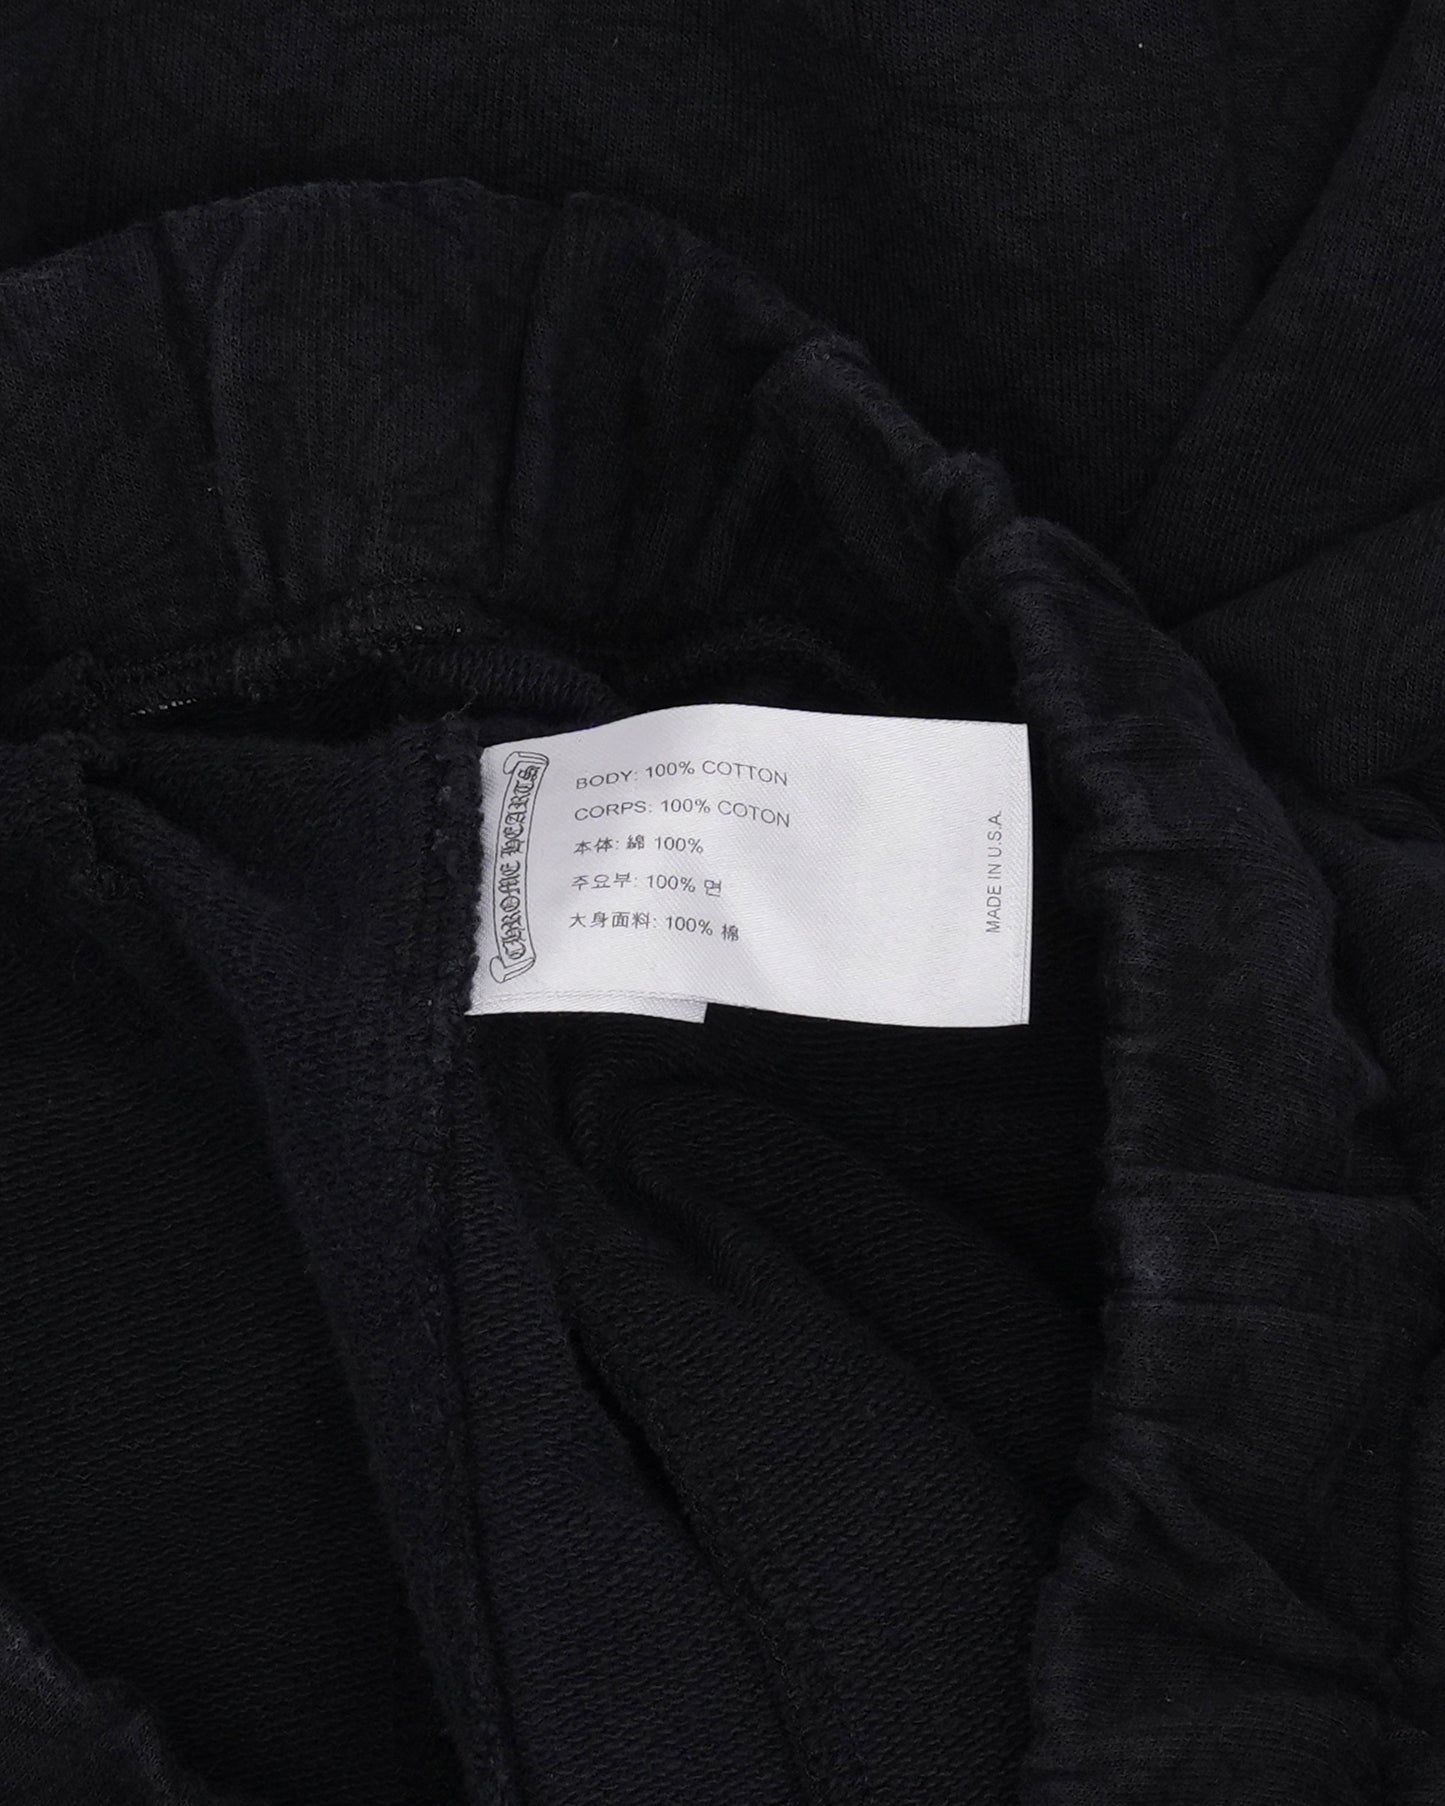 CHROME HEARTS
BODY: 100% COTTON
CORPS: 100% COTON
本体: 綿 100%
주요부: 100% 면
大身面料: 100% 棉
MADE IN U.S.A.